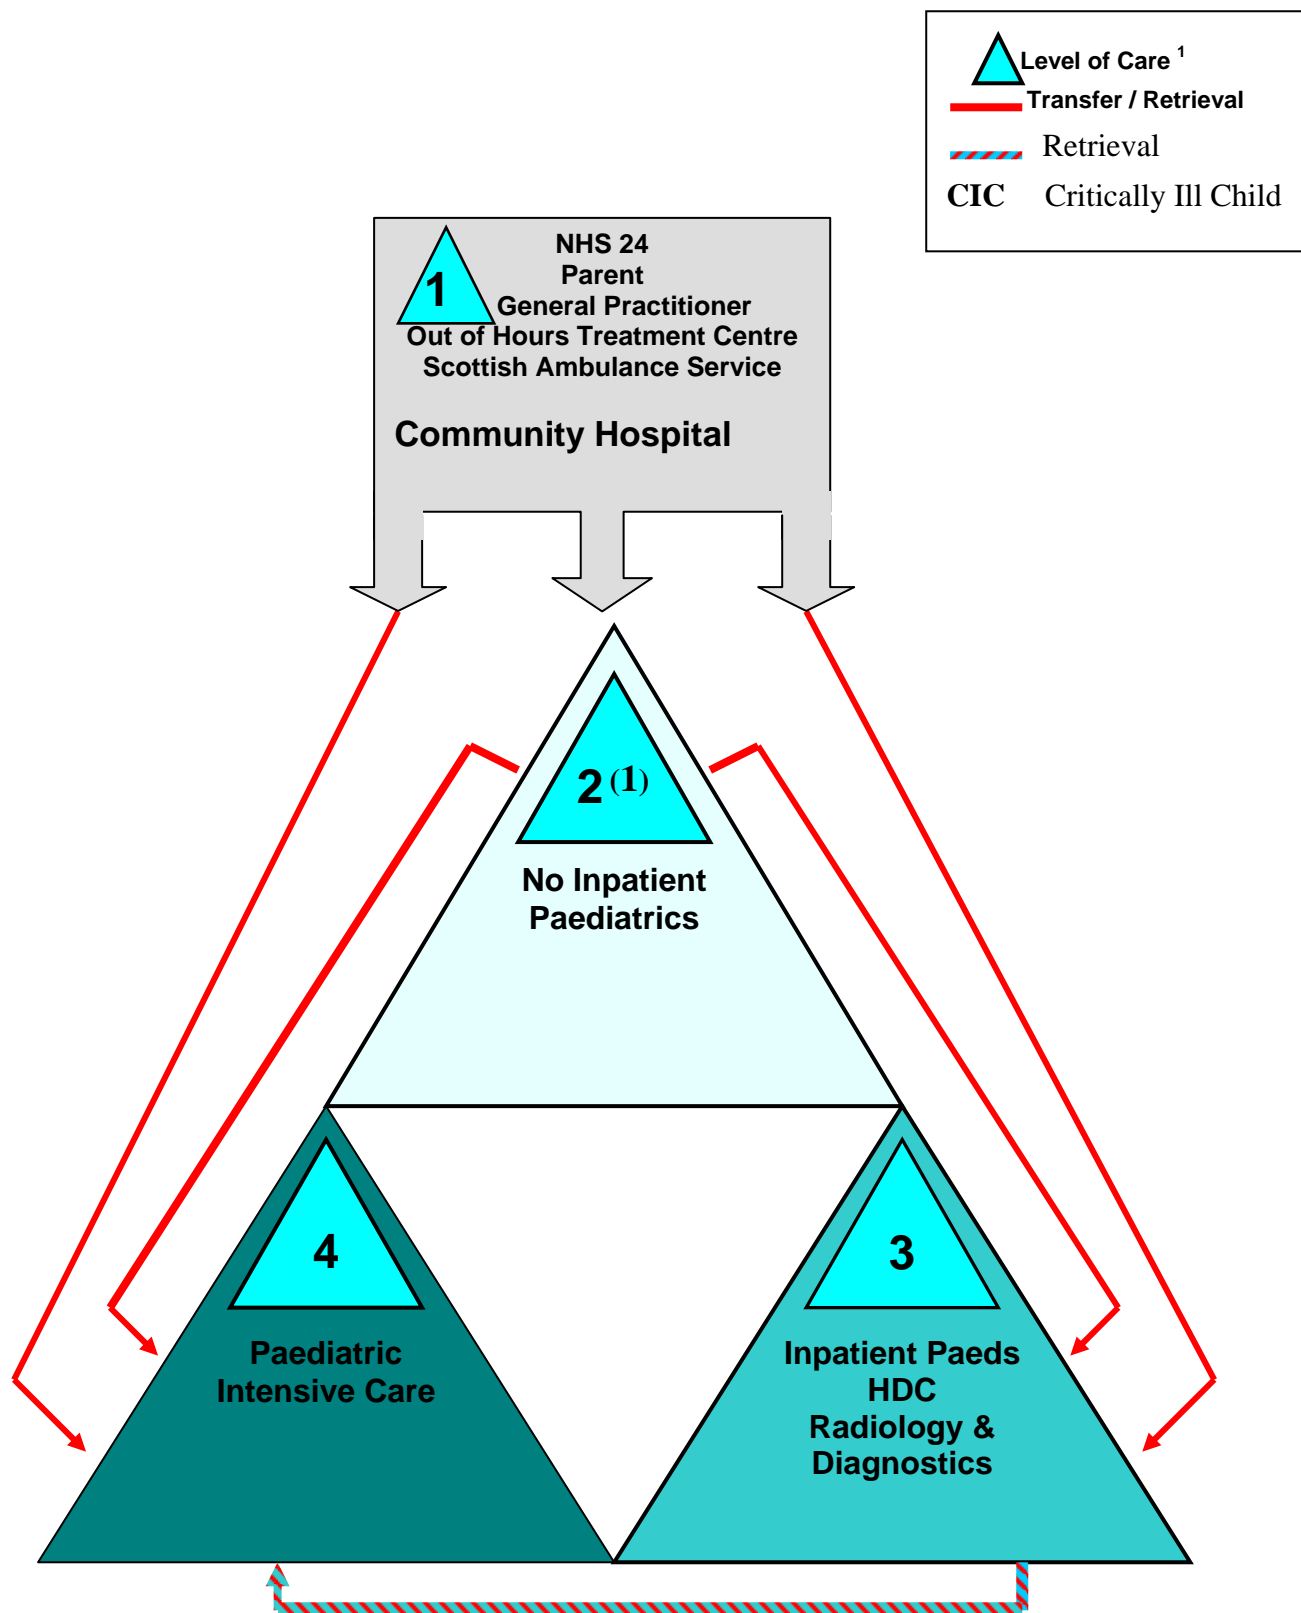 Level of Care 1
Transfer / Retrieval
Retrieval
CIC Critically Ill Child
NHS 24
Parent
1
General Practitioner
Out of Hours Treatment Centre
Scottish Ambulance Service
Community Hospital
2 (1)
No Inpatient
Paediatrics
4
Paediatric
Intensive Care
3
Inpatient Paeds
HDC
Radiology &
Diagnostics